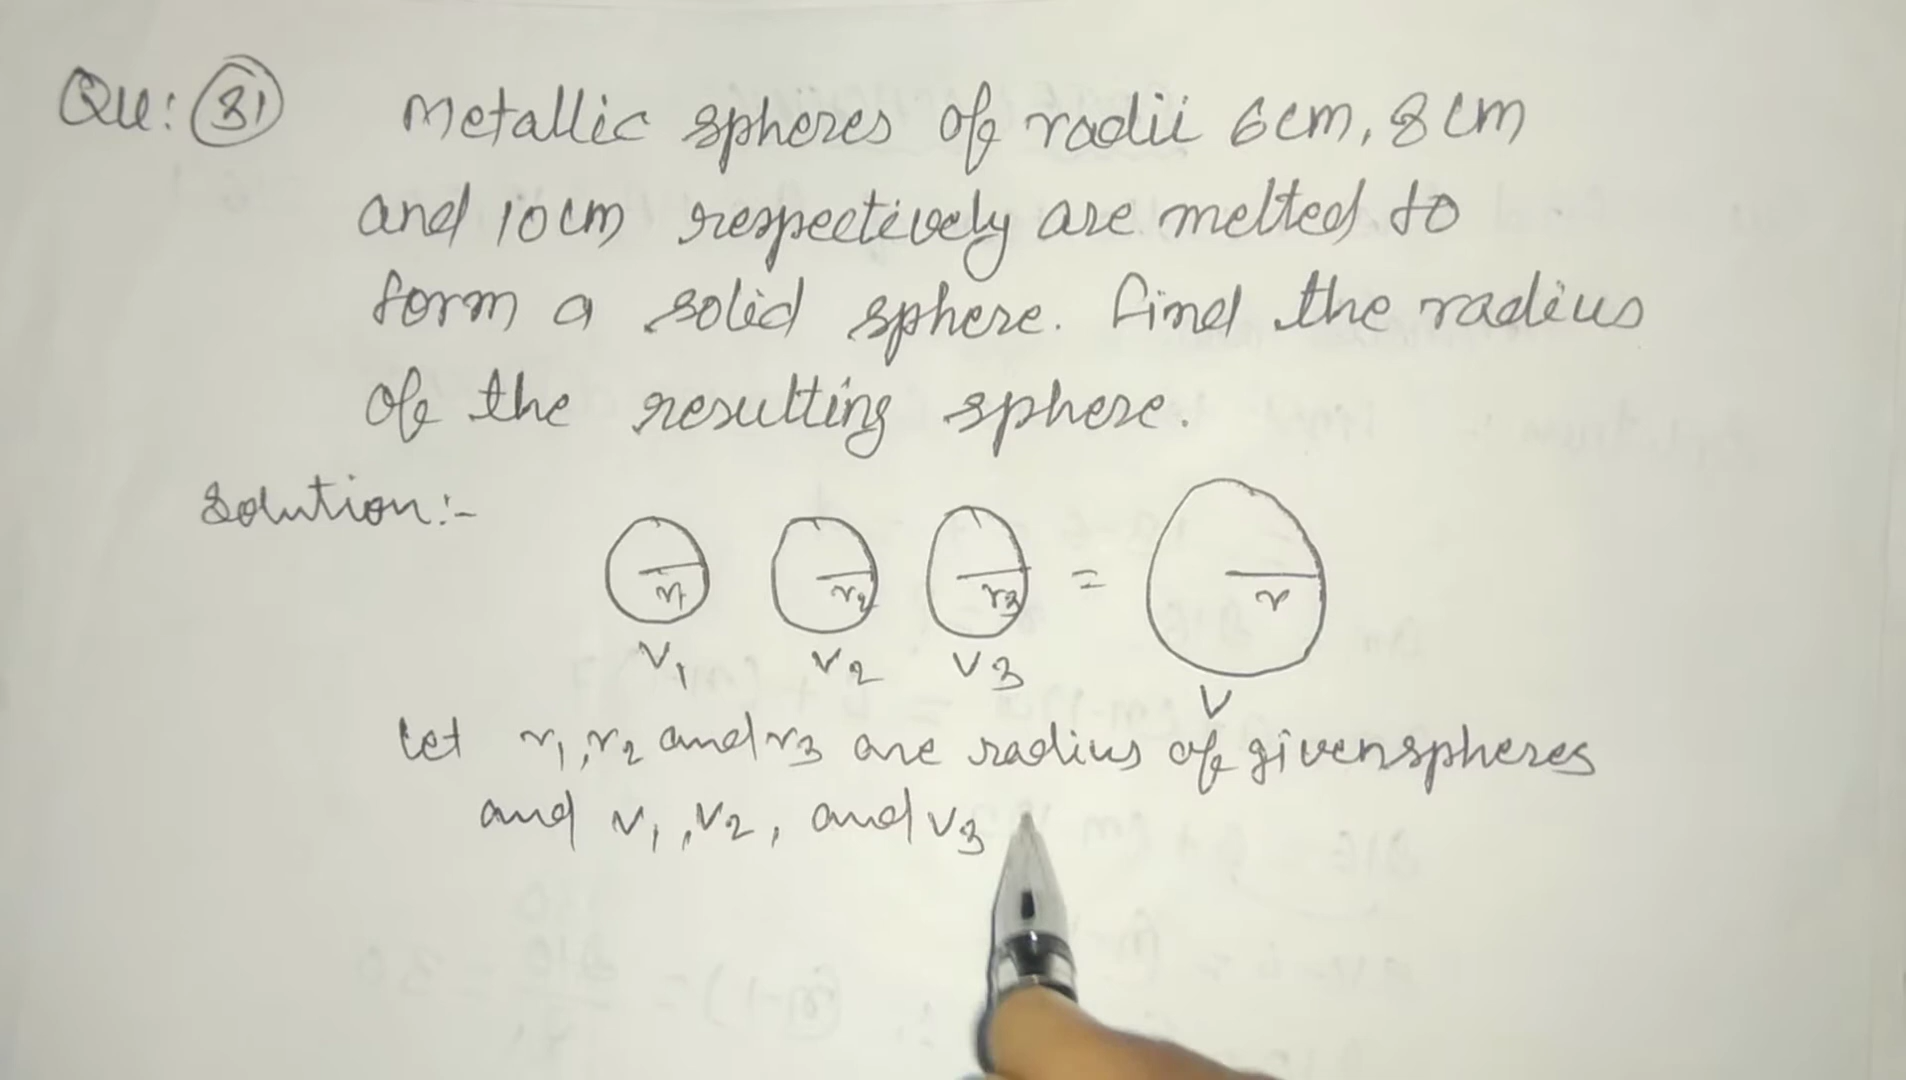 Qu: 31 Metallic spheres of radii 6cm, 8cm
and 10cm respectively are melted to
form a solid sphere. find the radius
of the resulting sphere.
Solution:-
r1 r2 r3 = r
V1 V2 V3 V
Let r1, r2 and r3 are radius of given spheres
and v1, v2, and v3